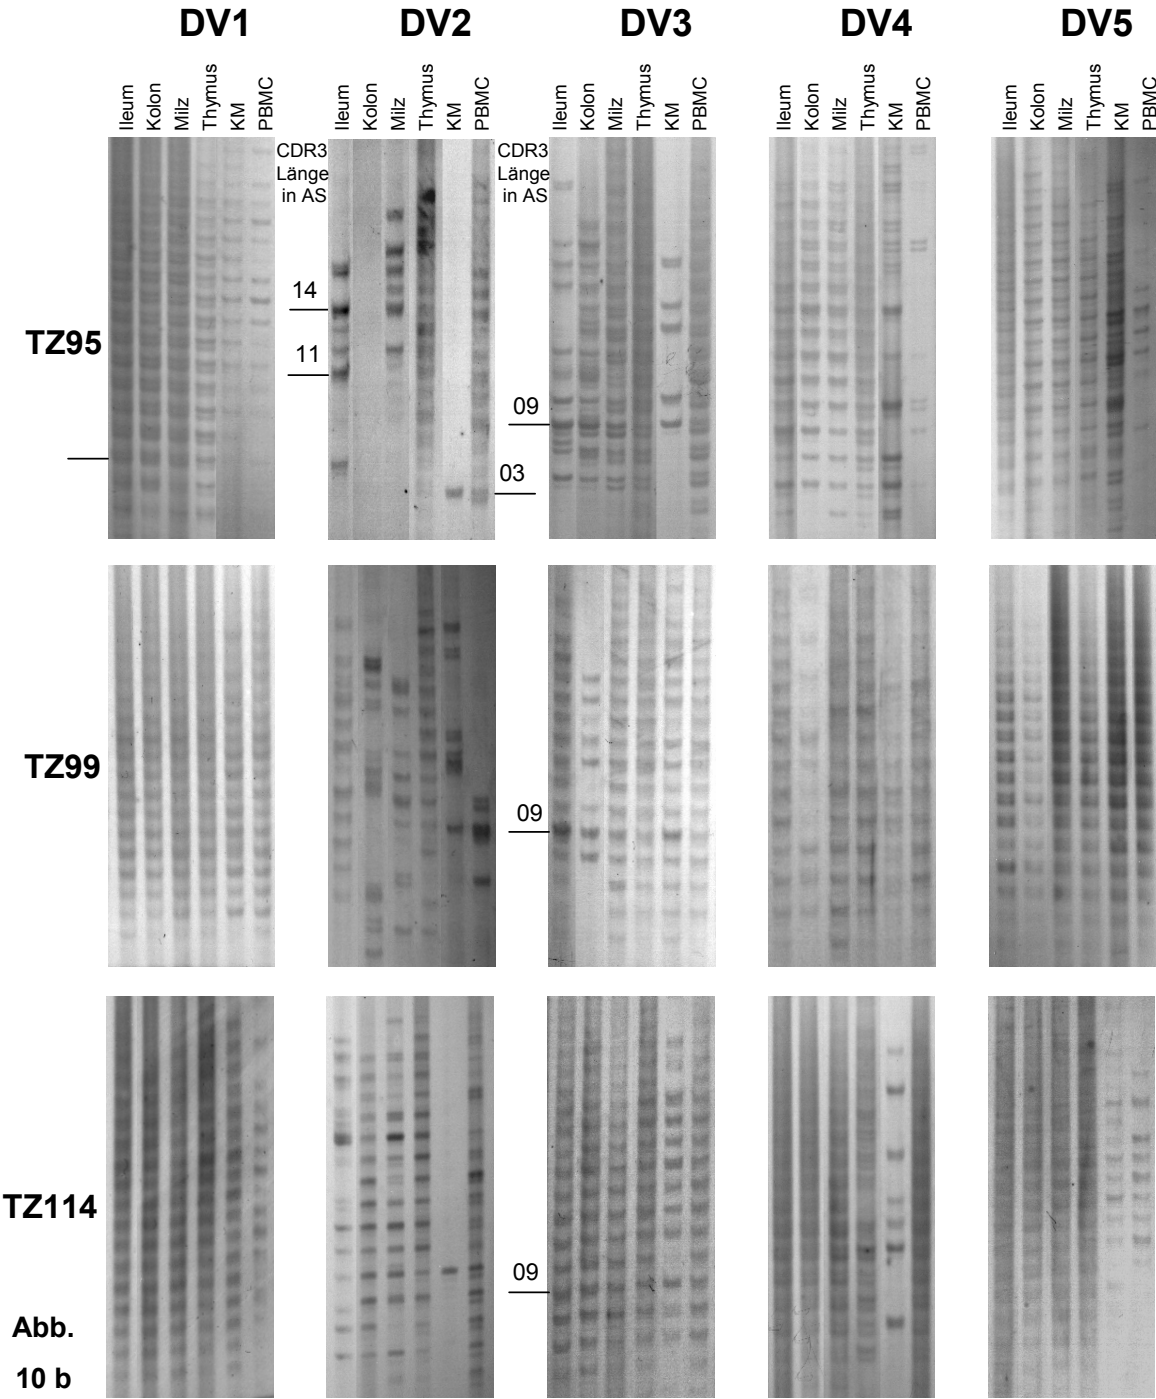 DV1 DV2 DV3 DV4 DV5
Ileum Kolon Milz Thymus KM PBMC Ileum Kolon Milz Thymus KM PBMC Ileum Kolon Milz Thymus KM PBMC Ileum Kolon Milz Thymus KM PBMC Ileum Kolon Milz Thymus KM PBMC
CDR3 CDR3
Länge Länge
in AS in AS
14
TZ95
11
09
03
TZ99
09
TZ114
09
Abb.
10 b